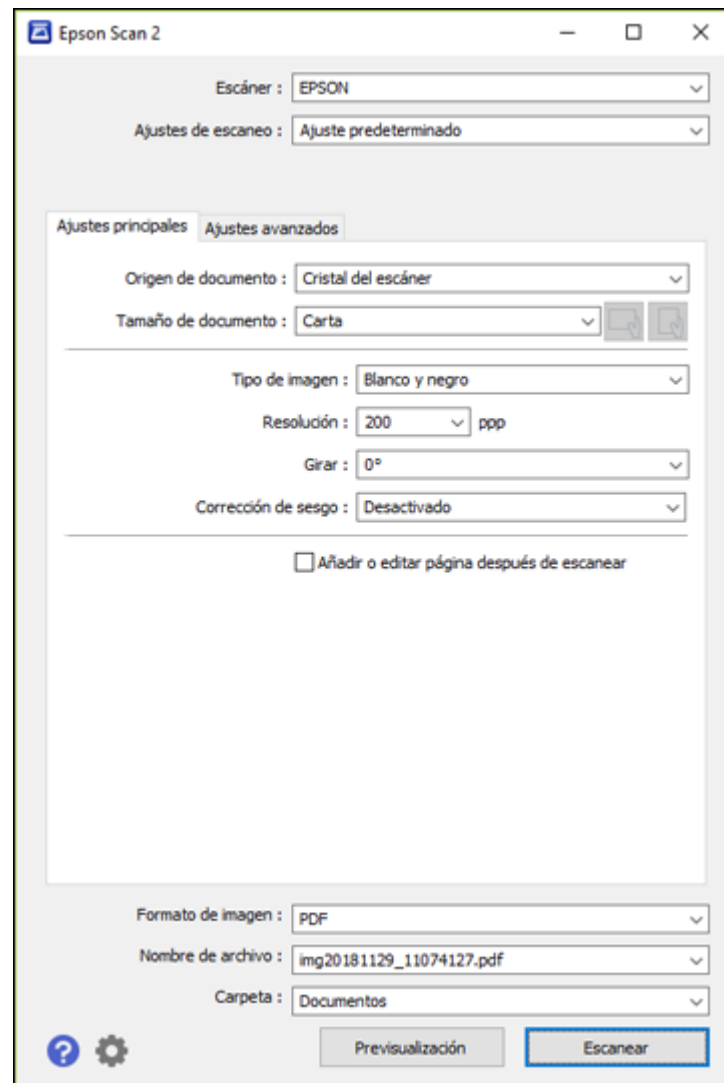 Epson Scan 2
Escáner : EPSON
Ajustes de escaneo : Ajuste predeterminado
Ajustes principales Ajustes avanzados
Origen de documento : Cristal del escáner
Tamaño de documento : Carta
Tipo de imagen : Blanco y negro
Resolución : 200 ppp
Girar : 0°
Corrección de sesgo : Desactivado
Añadir o editar página después de escanear
Formato de imagen : PDF
Nombre de archivo : img20181129_11074127.pdf
Carpeta : Documentos
? Previsualización Escanear